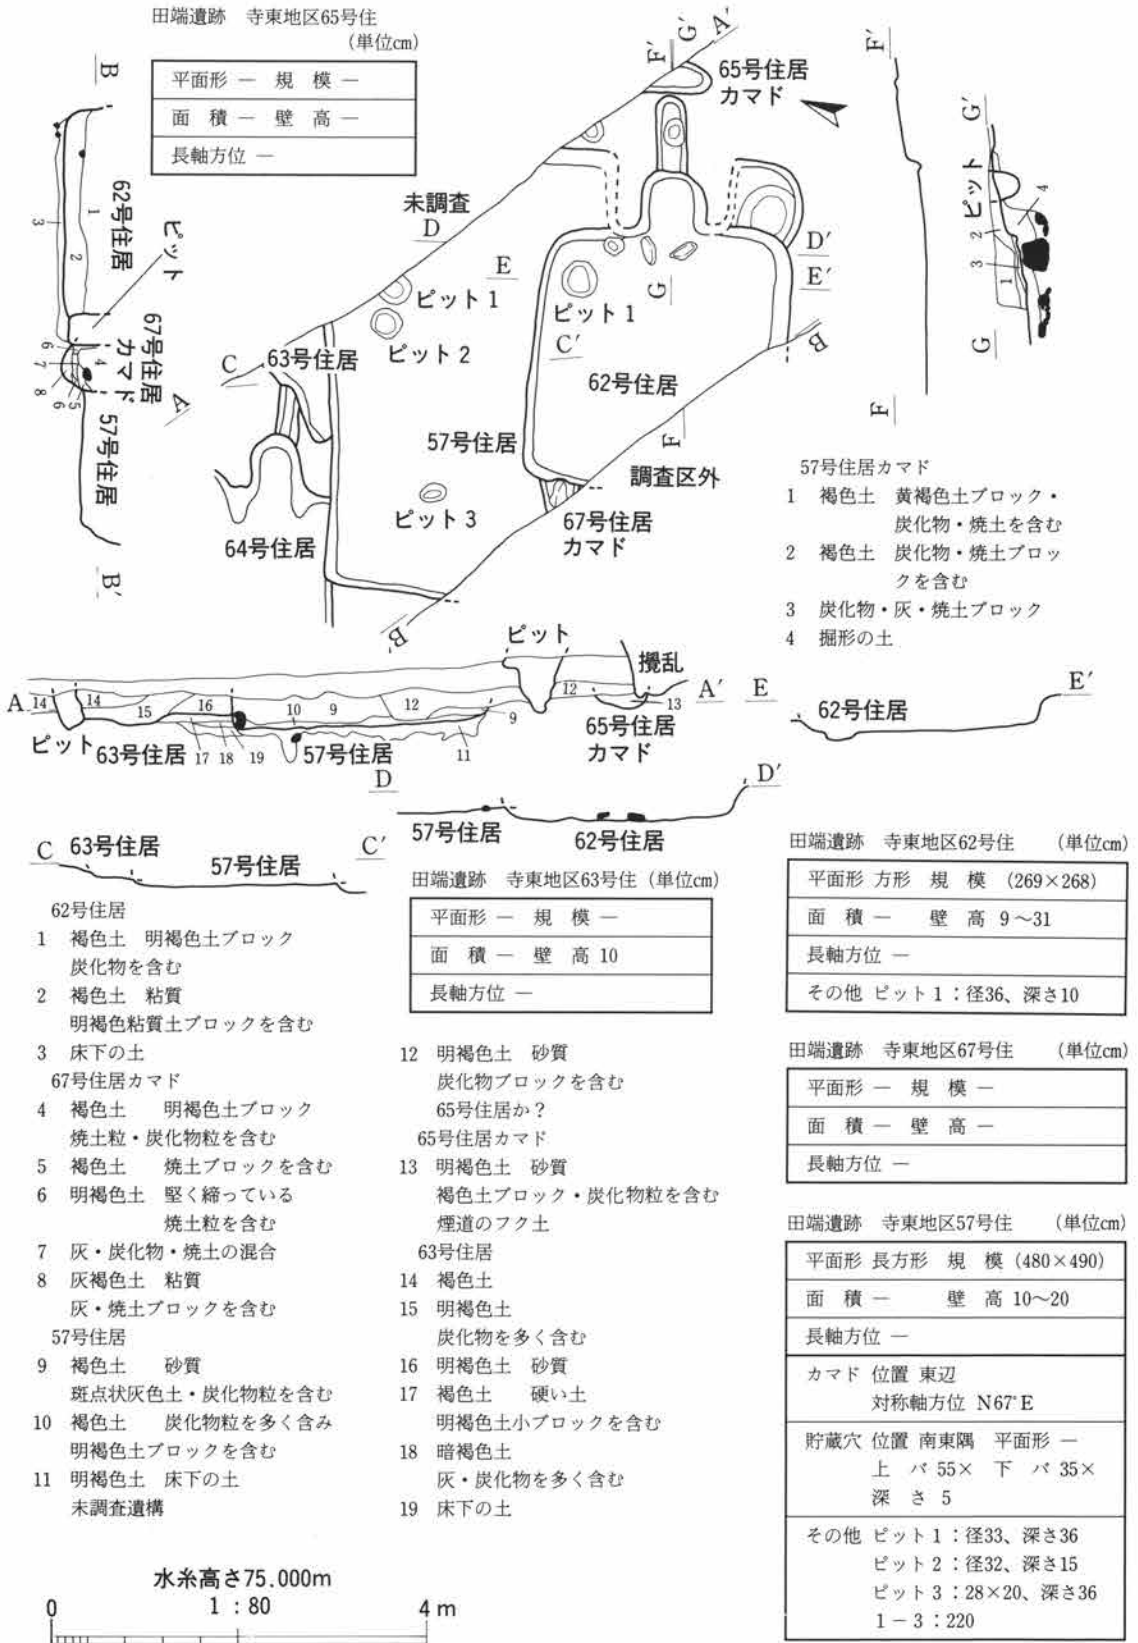 田端遺跡 寺東地区65号住
(単位cm)
平面形 ― 規 模 ―
面 積 ― 壁 高 ―
長軸方位 ―
B
62号住居
1
2
3
ピット
67号住居
カマド
4
5
6
7
8
6
57号住居
B′
A
F′
G′
A′
65号住居
カマド
未調査
D
E
ピット1
ピット2
C
63号住居
64号住居
ピット3
57号住居
C′
ピット1
G
D′
E′
B
62号住居
F
調査区外
67号住居
カマド
B′
F′
F
G′
ピット
4
2
3
1
G
57号住居カマド
1 褐色土 黄褐色土ブロック・
炭化物・焼土を含む
2 褐色土 炭化物・焼土ブロッ
クを含む
3 炭化物・灰・焼土ブロック
4 掘形の土
A
14
14
15
16
10
9
12
ピット
12
攪乱
A′
9
13
ピット
63号住居
17 18 19
57号住居
11
65号住居
カマド
E
62号住居
E′
D
57号住居
62号住居
D′
C
63号住居
57号住居
C′
62号住居
1 褐色土 明褐色土ブロック
炭化物を含む
2 褐色土 粘質
明褐色粘質土ブロックを含む
3 床下の土
67号住居カマド
4 褐色土 明褐色土ブロック
焼土粒・炭化物粒を含む
5 褐色土 焼土ブロックを含む
6 明褐色土 堅く締っている
焼土粒を含む
7 灰・炭化物・焼土の混合
8 灰褐色土 粘質
灰・焼土ブロックを含む
57号住居
9 褐色土 砂質
斑点状灰色土・炭化物粒を含む
10 褐色土 炭化物粒を多く含み
明褐色土ブロックを含む
11 明褐色土 床下の土
未調査遺構
田端遺跡 寺東地区63号住(単位cm)
平面形 ― 規 模 ―
面 積 ― 壁 高 10
長軸方位 ―
12 明褐色土 砂質
炭化物ブロックを含む
65号住居か?
65号住居カマド
13 明褐色土 砂質
褐色土ブロック・炭化物粒を含む
煙道のフク土
63号住居
14 褐色土
15 明褐色土
炭化物を多く含む
16 明褐色土 砂質
17 褐色土 硬い土
明褐色土小ブロックを含む
18 暗褐色土
灰・炭化物を多く含む
19 床下の土
田端遺跡 寺東地区62号住 (単位cm)
平面形 方形 規 模 (269×268)
面 積 ― 壁 高 9~31
長軸方位 ―
その他 ピット1:径36、深さ10
田端遺跡 寺東地区67号住 (単位cm)
平面形 ― 規 模 ―
面 積 ― 壁 高 ―
長軸方位 ―
田端遺跡 寺東地区57号住 (単位cm)
平面形 長方形 規 模(480×490)
面 積 ― 壁 高 10~20
長軸方位 ―
カマド 位置 東辺
対称軸方位 N67°E
貯蔵穴 位置 南東隅 平面形 ―
上 バ 55× 下 バ 35×
深 さ 5
その他 ピット1:径33、深さ36
ピット2:径32、深さ15
ピット3:28×20、深さ36
1-3:220
水糸高さ75.000m
0 1:80 4m